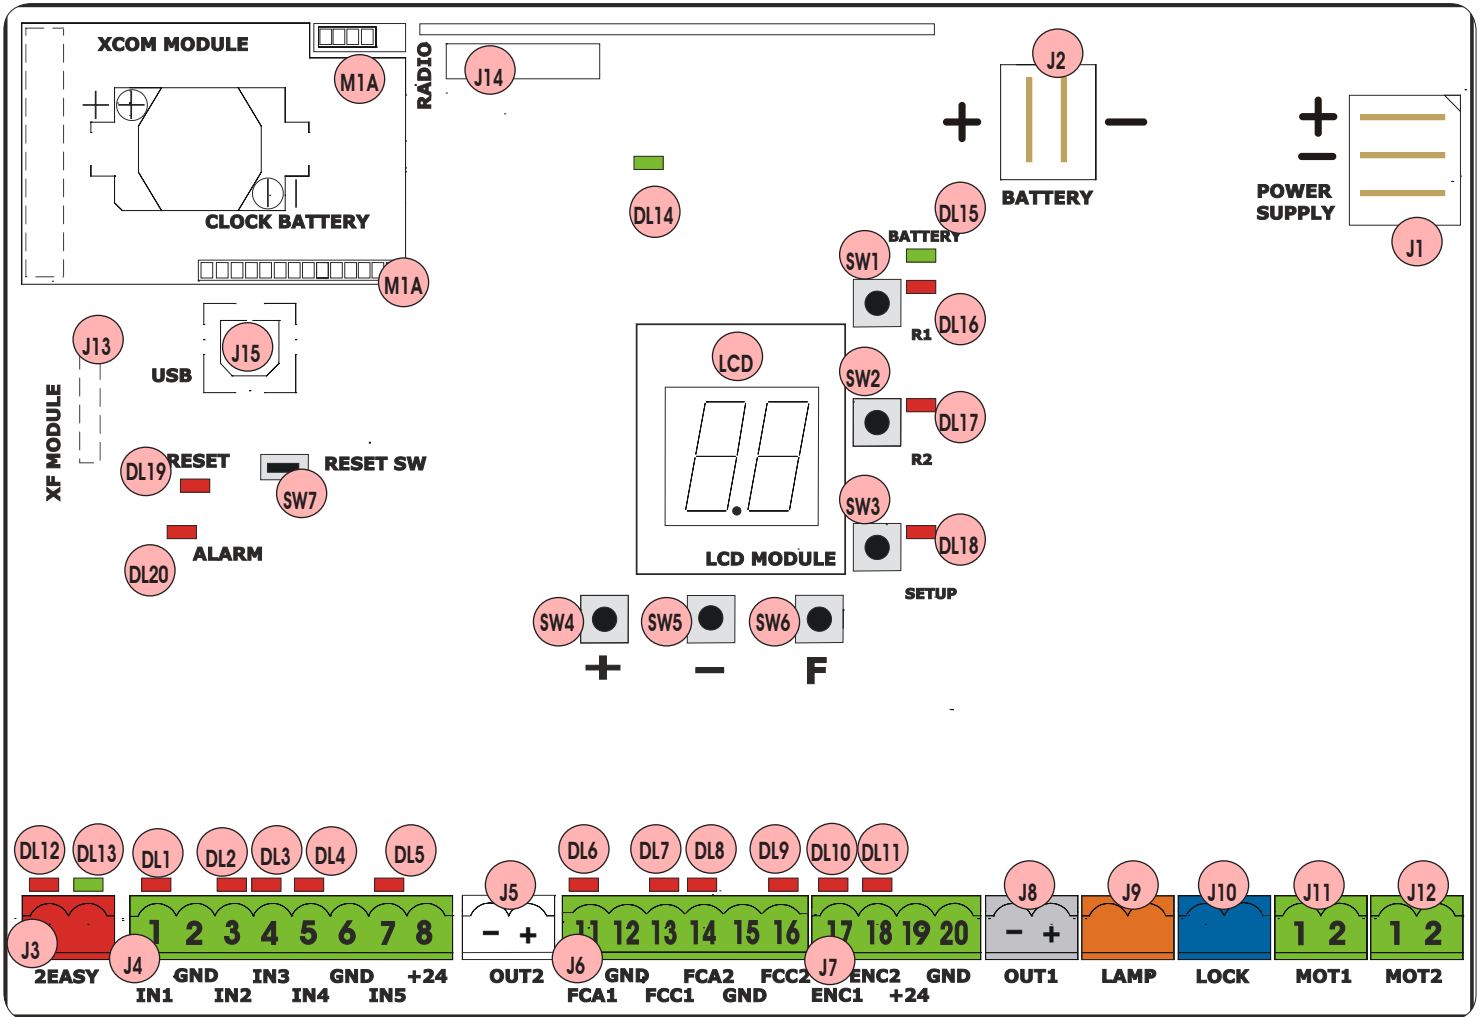 XCOM MODULE
M1A
RADIO
J14
J2
+ −
BATTERY
+
−
POWER
SUPPLY
J1
+
−
CLOCK BATTERY
M1A
DL14
DL15
BATTERY
SW1
DL16
R1
J13
XF MODULE
J15
USB
LCD
SW2
DL17
R2
DL19
RESET
RESET SW
SW7
SW3
DL18
SETUP
ALARM
DL20
LCD MODULE
SW4
SW5
SW6
+ − F
DL12 DL13 DL1 DL2 DL3 DL4 DL5 DL6 DL7 DL8 DL9 DL10 DL11
J5 J8 J9 J10 J11 J12
1 2 3 4 5 6 7 8 − + 11 12 13 14 15 16 17 18 19 20 − + 1 2 1 2
J3 J4 J6 J7
2EASY GND IN3 GND +24 OUT2 GND FCA2 FCC2 ENC2 GND OUT1 LAMP LOCK MOT1 MOT2
IN1 IN2 IN4 IN5 FCA1 FCC1 GND ENC1 +24